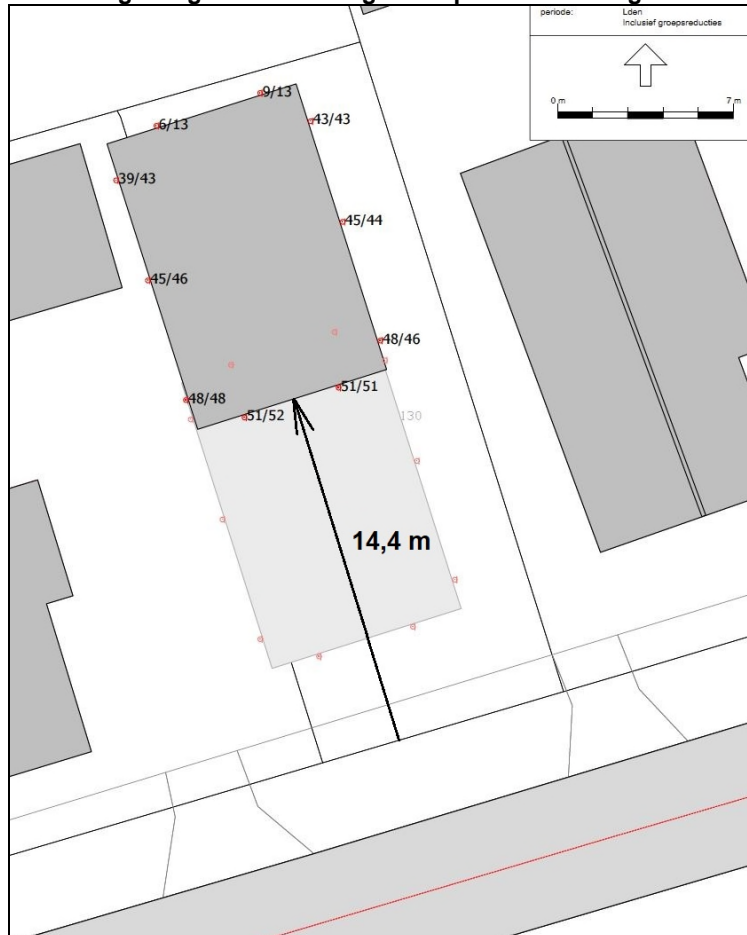 periode: Lden
Inclusief groepsreducties
0 m 7 m
9/13
6/13
43/43
39/43
45/44
45/46
48/46
51/51
48/48
51/52
130
14,4 m